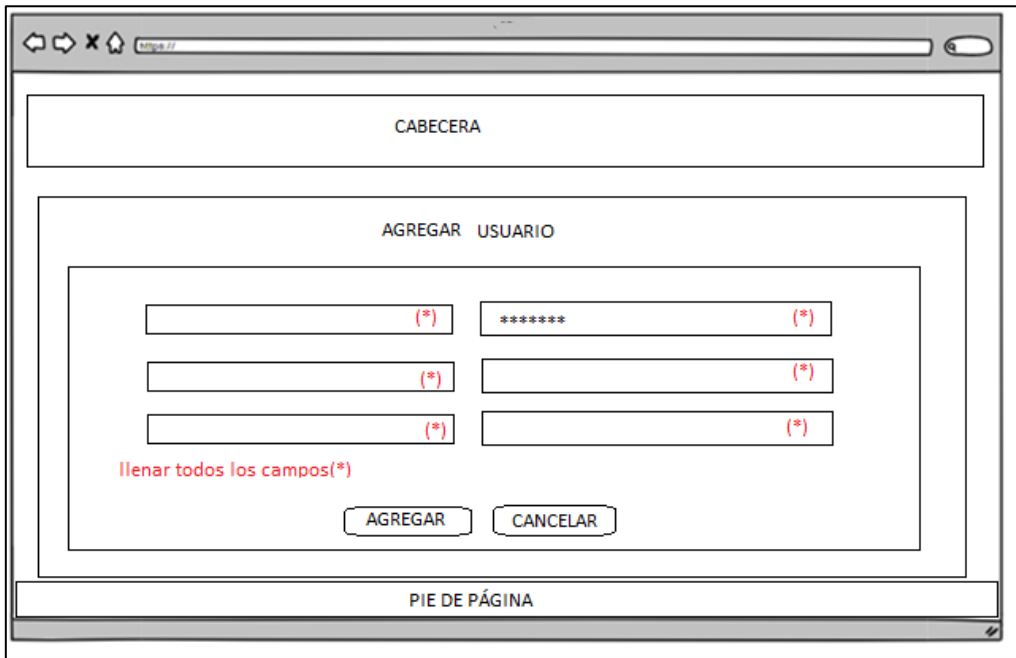 https://
CABECERA
AGREGAR USUARIO
(*) ******* (*)
(*) (*)
(*) (*)
llenar todos los campos(*)
AGREGAR CANCELAR
PIE DE PÁGINA